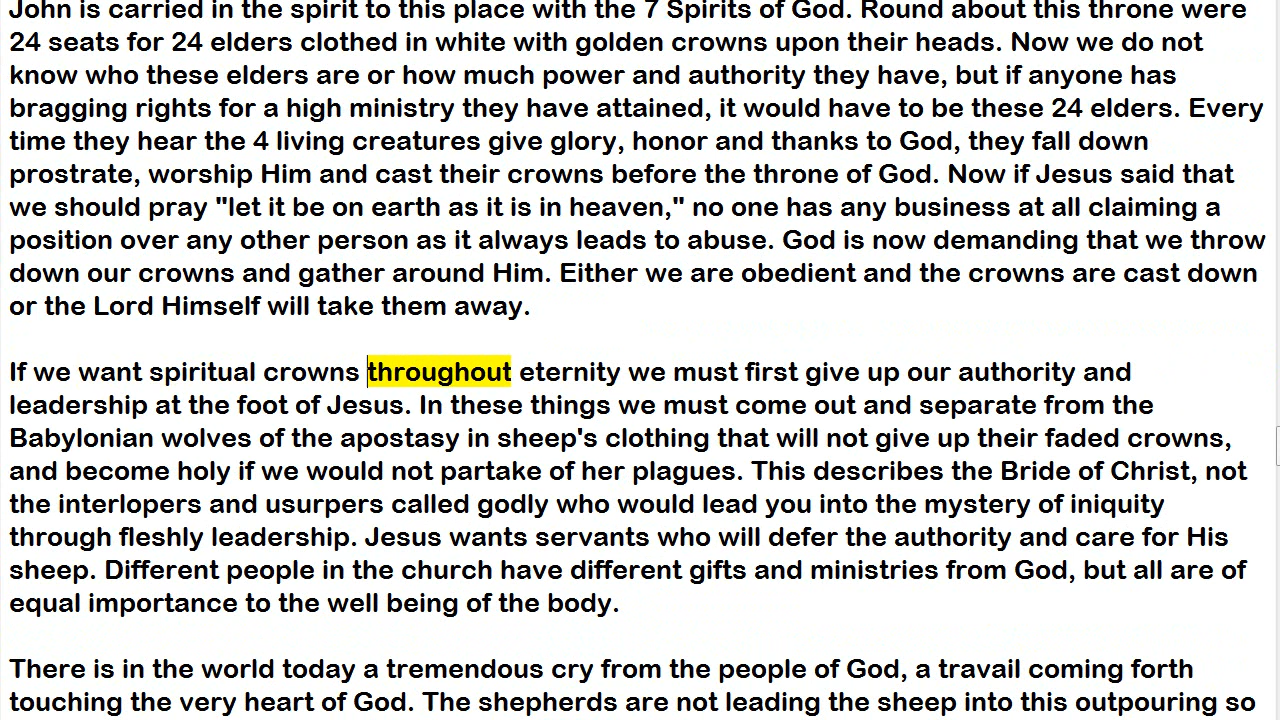 John is carried in the spirit to this place with the 7 Spirits of God. Round about this throne were
24 seats for 24 elders clothed in white with golden crowns upon their heads. Now we do not
know who these elders are or how much power and authority they have, but if anyone has
bragging rights for a high ministry they have attained, it would have to be these 24 elders. Every
time they hear the 4 living creatures give glory, honor and thanks to God, they fall down
prostrate, worship Him and cast their crowns before the throne of God. Now if Jesus said that
we should pray "let it be on earth as it is in heaven," no one has any business at all claiming a
position over any other person as it always leads to abuse. God is now demanding that we throw
down our crowns and gather around Him. Either we are obedient and the crowns are cast down
or the Lord Himself will take them away.
If we want spiritual crowns throughout eternity we must first give up our authority and
leadership at the foot of Jesus. In these things we must come out and separate from the
Babylonian wolves of the apostasy in sheep's clothing that will not give up their faded crowns,
and become holy if we would not partake of her plagues. This describes the Bride of Christ, not
the interlopers and usurpers called godly who would lead you into the mystery of iniquity
through fleshly leadership. Jesus wants servants who will defer the authority and care for His
sheep. Different people in the church have different gifts and ministries from God, but all are of
equal importance to the well being of the body.
There is in the world today a tremendous cry from the people of God, a travail coming forth
touching the very heart of God. The shepherds are not leading the sheep into this outpouring so